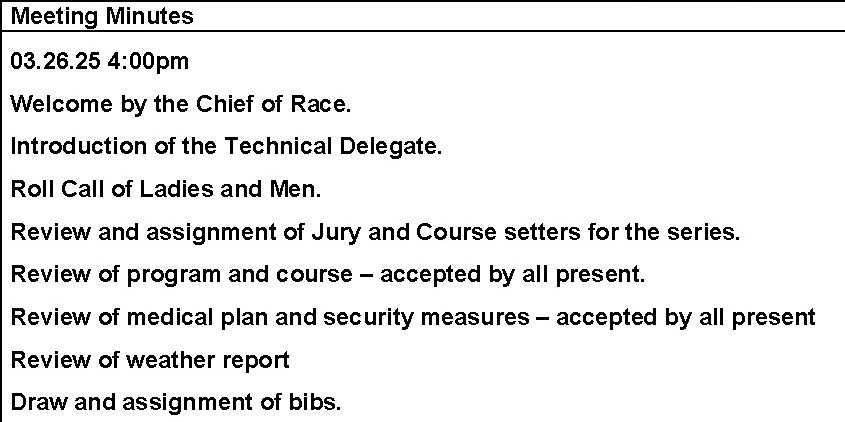 Meeting Minutes
03.26.25 4:00pm
Welcome by the Chief of Race.
Introduction of the Technical Delegate.
Roll Call of Ladies and Men.
Review and assignment of Jury and Course setters for the series.
Review of program and course – accepted by all present.
Review of medical plan and security measures – accepted by all present
Review of weather report
Draw and assignment of bibs.